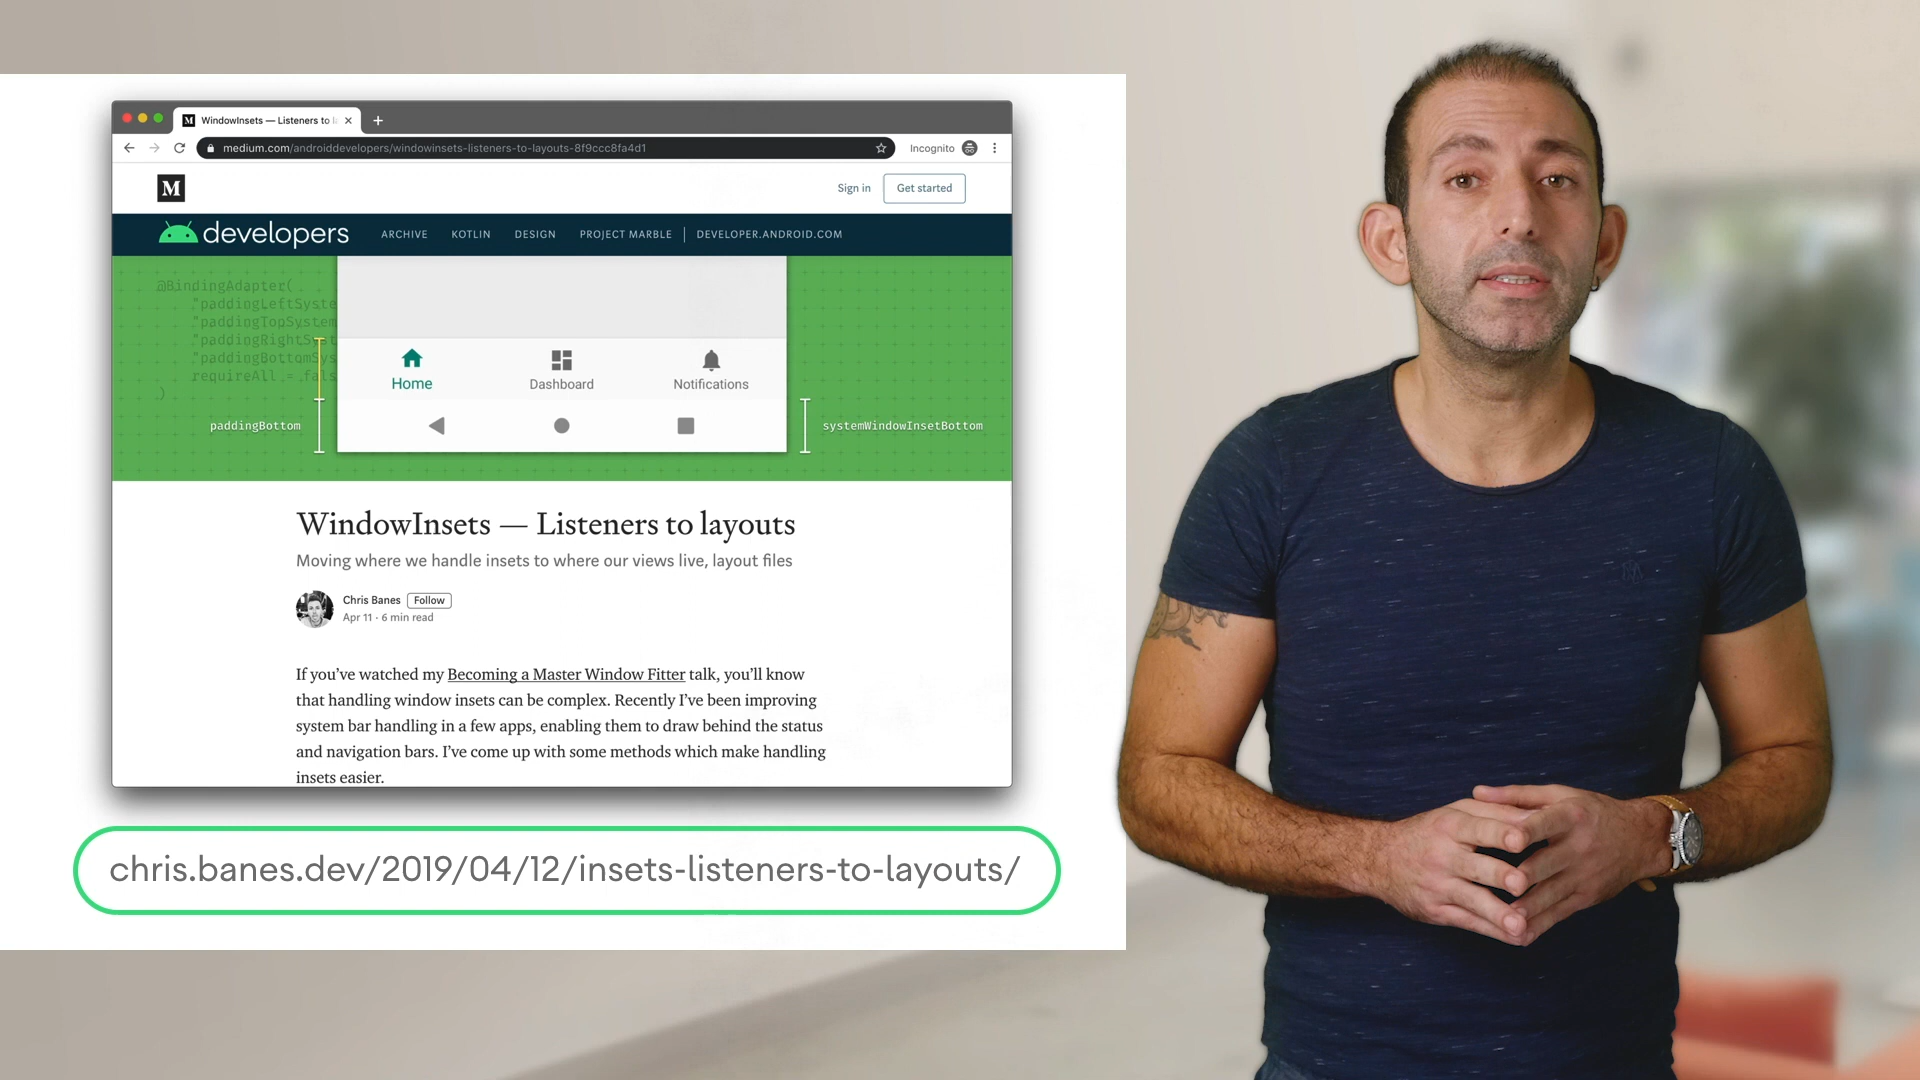 WindowInsets — Listeners to la
medium.com/androiddevelopers/windowinsets-listeners-to-layouts-8f9ccc8fa4d1
Incognito
M
Sign in
Get started
developers
ARCHIVE
KOTLIN
DESIGN
PROJECT MARBLE
DEVELOPER.ANDROID.COM
@BindingAdapter(
"paddingLeftSyste
"paddingTopSystem
"paddingRightSyst
"paddingBottomSys
requireAll = fals
)
Home
Dashboard
Notifications
paddingBottom
systemWindowInsetBottom
WindowInsets — Listeners to layouts
Moving where we handle insets to where our views live, layout files
Chris Banes
Follow
Apr 11 · 6 min read
If you’ve watched my Becoming a Master Window Fitter talk, you’ll know
that handling window insets can be complex. Recently I’ve been improving
system bar handling in a few apps, enabling them to draw behind the status
and navigation bars. I’ve come up with some methods which make handling
insets easier.
chris.banes.dev/2019/04/12/insets-listeners-to-layouts/